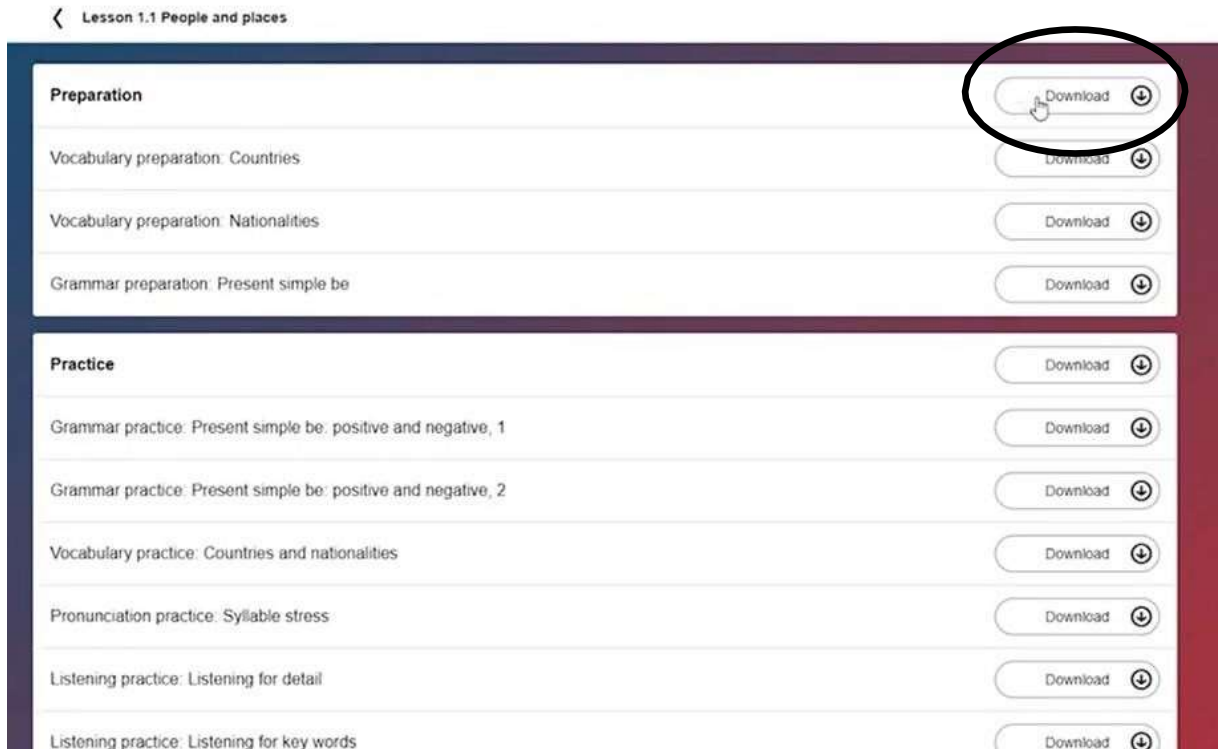 Lesson 1.1 People and places
Preparation Download
Vocabulary preparation: Countries Download
Vocabulary preparation: Nationalities Download
Grammar preparation: Present simple be Download
Practice Download
Grammar practice: Present simple be: positive and negative, 1 Download
Grammar practice: Present simple be: positive and negative, 2 Download
Vocabulary practice: Countries and nationalities Download
Pronunciation practice: Syllable stress Download
Listening practice: Listening for detail Download
Listening practice: Listening for key words Download